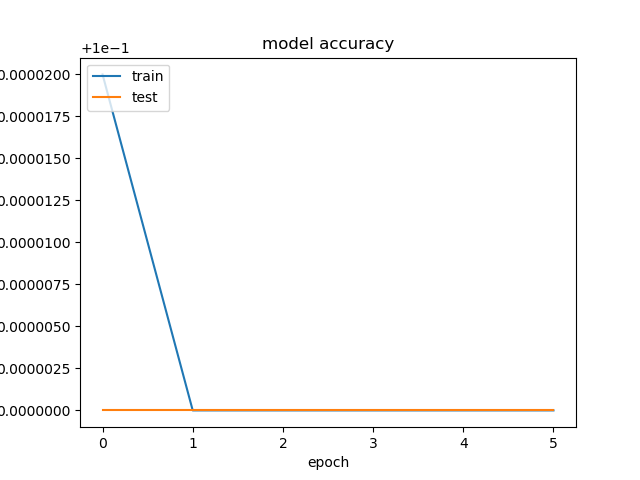 model accuracy
+1e−1
0.0000200
0.0000175
0.0000150
0.0000125
0.0000100
0.0000075
0.0000050
0.0000025
0.0000000
train
test
0 1 2 3 4 5
epoch